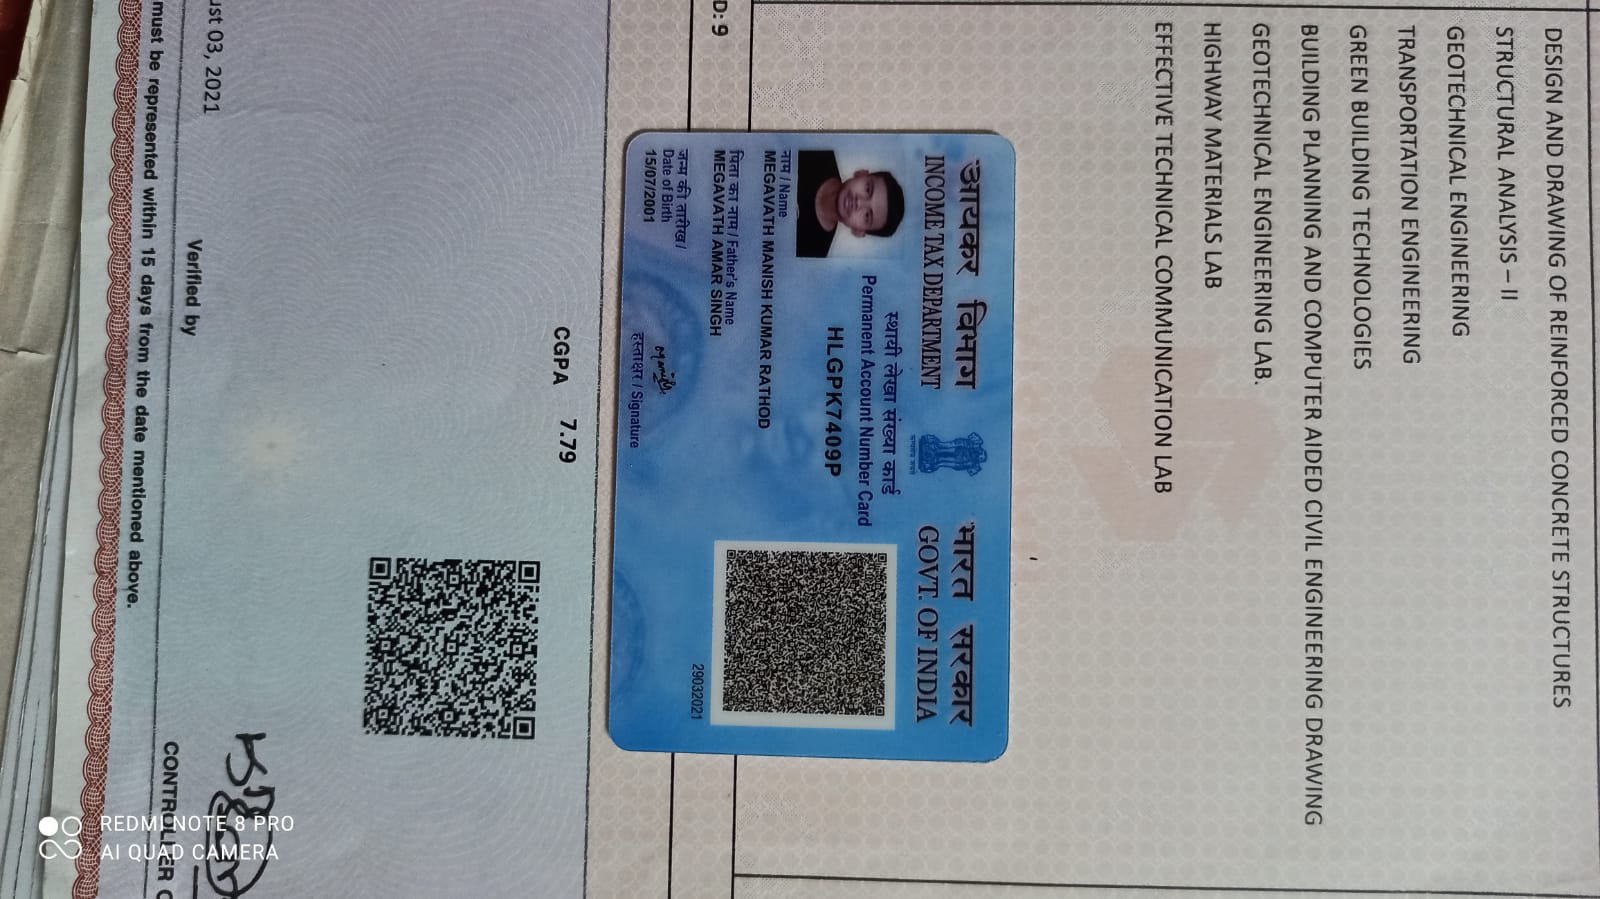 DESIGN AND DRAWING OF REINFORCED CONCRETE STRUCTURES
STRUCTURAL ANALYSIS – II
GEOTECHNICAL ENGINEERING
TRANSPORTATION ENGINEERING
GREEN BUILDING TECHNOLOGIES
BUILDING PLANNING AND COMPUTER AIDED CIVIL ENGINEERING DRAWING
GEOTECHNICAL ENGINEERING LAB.
HIGHWAY MATERIALS LAB
EFFECTIVE TECHNICAL COMMUNICATION LAB
आयकर विभाग
INCOME TAX DEPARTMENT
भारत सरकार
GOVT. OF INDIA
सत्यमेव जयते
स्थायी लेखा संख्या कार्ड
Permanent Account Number Card
HLGPK7409P
नाम / Name
MEGAVATH MANISH KUMAR RATHOD
पिता का नाम / Father's Name
MEGAVATH AMAR SINGH
जन्म की तारीख /
Date of Birth
15/07/2001
हस्ताक्षर / Signature
29032021
D: 9
CGPA 7.79
ust 03, 2021
Verified by
CONTROLLER O
must be represented within 15 days from the date mentioned above.
REDMI NOTE 8 PRO
AI QUAD CAMERA